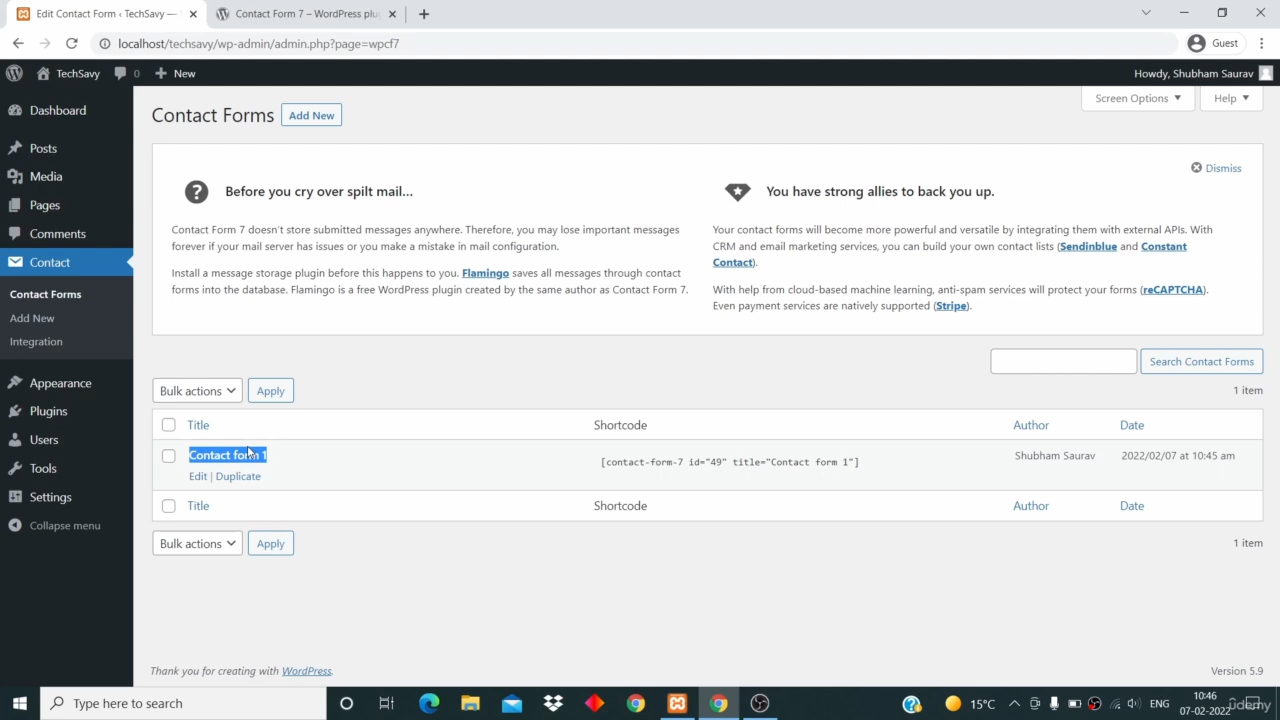 Edit Contact Form ‹ TechSavy —
Contact Form 7 – WordPress plug
localhost/techsavy/wp-admin/admin.php?page=wpcf7
Guest
TechSavy
0
New
Howdy, Shubham Saurav
Dashboard
Posts
Media
Pages
Comments
Contact
Contact Forms
Add New
Integration
Appearance
Plugins
Users
Tools
Settings
Collapse menu
Contact Forms
Add New
Screen Options
Help
Dismiss
Before you cry over spilt mail…
Contact Form 7 doesn’t store submitted messages anywhere. Therefore, you may lose important messages
forever if your mail server has issues or you make a mistake in mail configuration.
Install a message storage plugin before this happens to you. Flamingo saves all messages through contact
forms into the database. Flamingo is a free WordPress plugin created by the same author as Contact Form 7.
You have strong allies to back you up.
Your contact forms will become more powerful and versatile by integrating them with external APIs. With
CRM and email marketing services, you can build your own contact lists (Sendinblue and Constant
Contact).
With help from cloud-based machine learning, anti-spam services will protect your forms (reCAPTCHA).
Even payment services are natively supported (Stripe).
Search Contact Forms
Bulk actions
Apply
1 item
Title
Shortcode
Author
Date
Contact form 1
Edit | Duplicate
[contact-form-7 id="49" title="Contact form 1"]
Shubham Saurav
2022/02/07 at 10:45 am
Title
Shortcode
Author
Date
Bulk actions
Apply
1 item
Thank you for creating with WordPress.
Version 5.9
Type here to search
15°C
ENG
10:46
07-02-2022
udemy